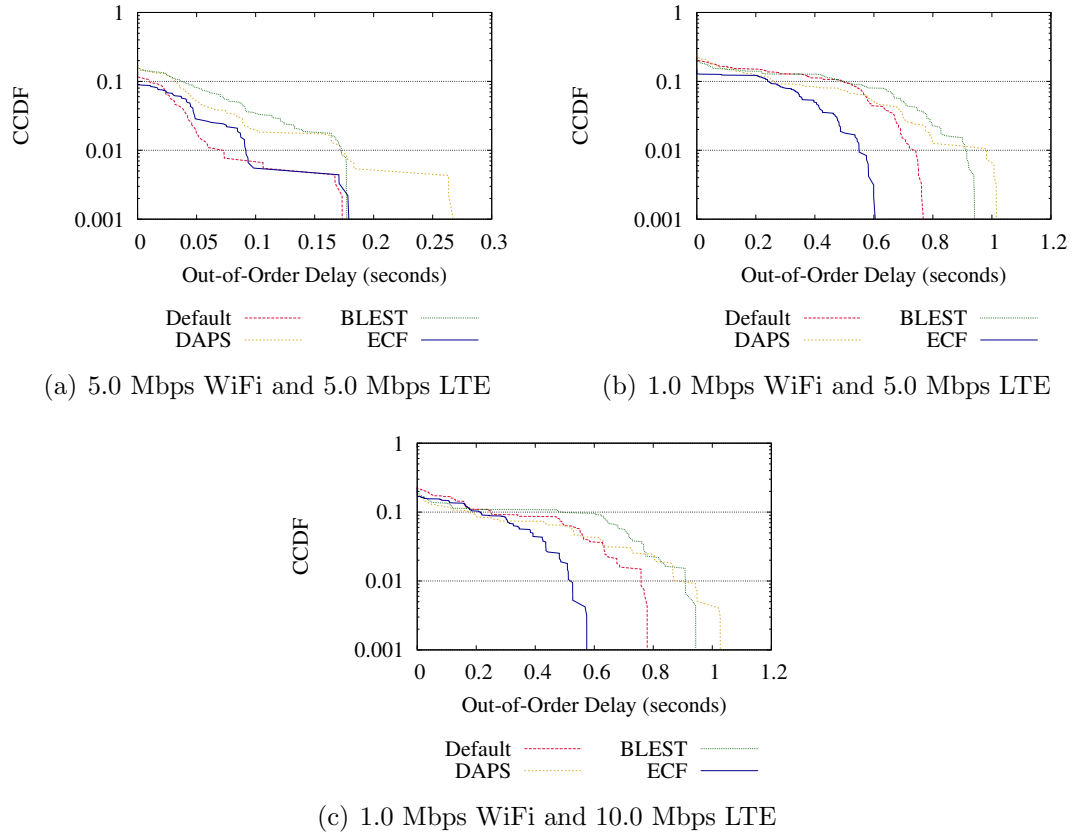 1
0.1
0.01
0.001
CCDF
0 0.05 0.1 0.15 0.2 0.25 0.3
Out-of-Order Delay (seconds)
Default BLEST
DAPS ECF
(a) 5.0 Mbps WiFi and 5.0 Mbps LTE
1
0.1
0.01
0.001
CCDF
0 0.2 0.4 0.6 0.8 1 1.2
Out-of-Order Delay (seconds)
Default BLEST
DAPS ECF
(b) 1.0 Mbps WiFi and 5.0 Mbps LTE
1
0.1
0.01
0.001
CCDF
0 0.2 0.4 0.6 0.8 1 1.2
Out-of-Order Delay (seconds)
Default BLEST
DAPS ECF
(c) 1.0 Mbps WiFi and 10.0 Mbps LTE